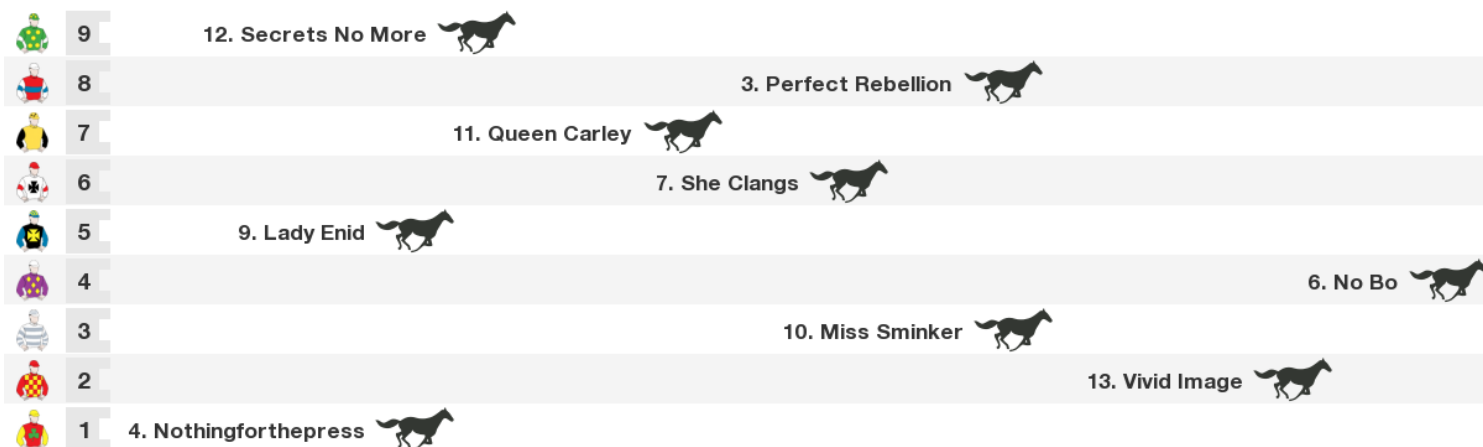 9 12. Secrets No More
8 3. Perfect Rebellion
7 11. Queen Carley
6 7. She Clangs
5 9. Lady Enid
4 6. No Bo
3 10. Miss Sminker
2 13. Vivid Image
1 4. Nothingforthepress